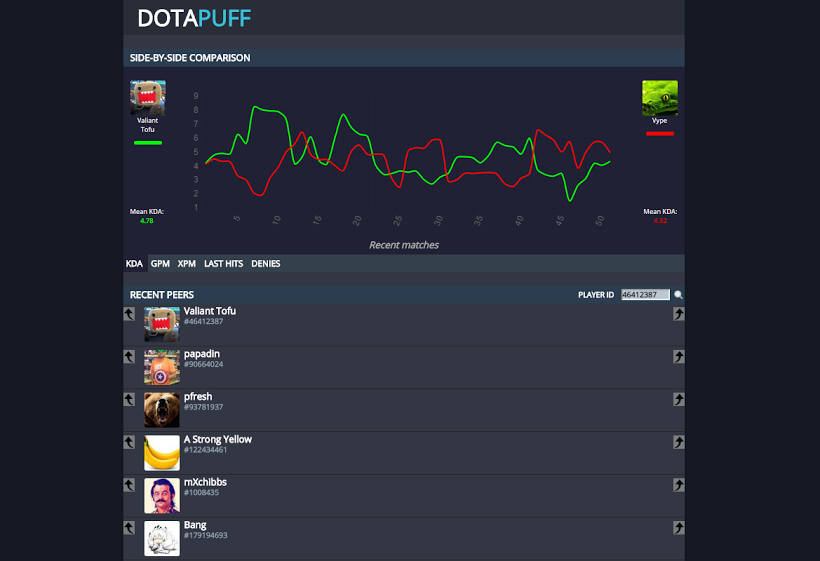 DOTAPUFF
SIDE-BY-SIDE COMPARISON
Valiant
Tofu
Vype
9
8
7
6
5
4
3
2
1
Mean KDA:
4.78
Mean KDA:
4.32
5
10
15
20
25
30
35
40
45
50
Recent matches
KDA GPM XPM LAST HITS DENIES
RECENT PEERS PLAYER ID 46412387
Valiant Tofu
#46412387
papadin
#90664024
pfresh
#93781937
A Strong Yellow
#122434461
mXchibbs
#1008435
Bang
#179194693